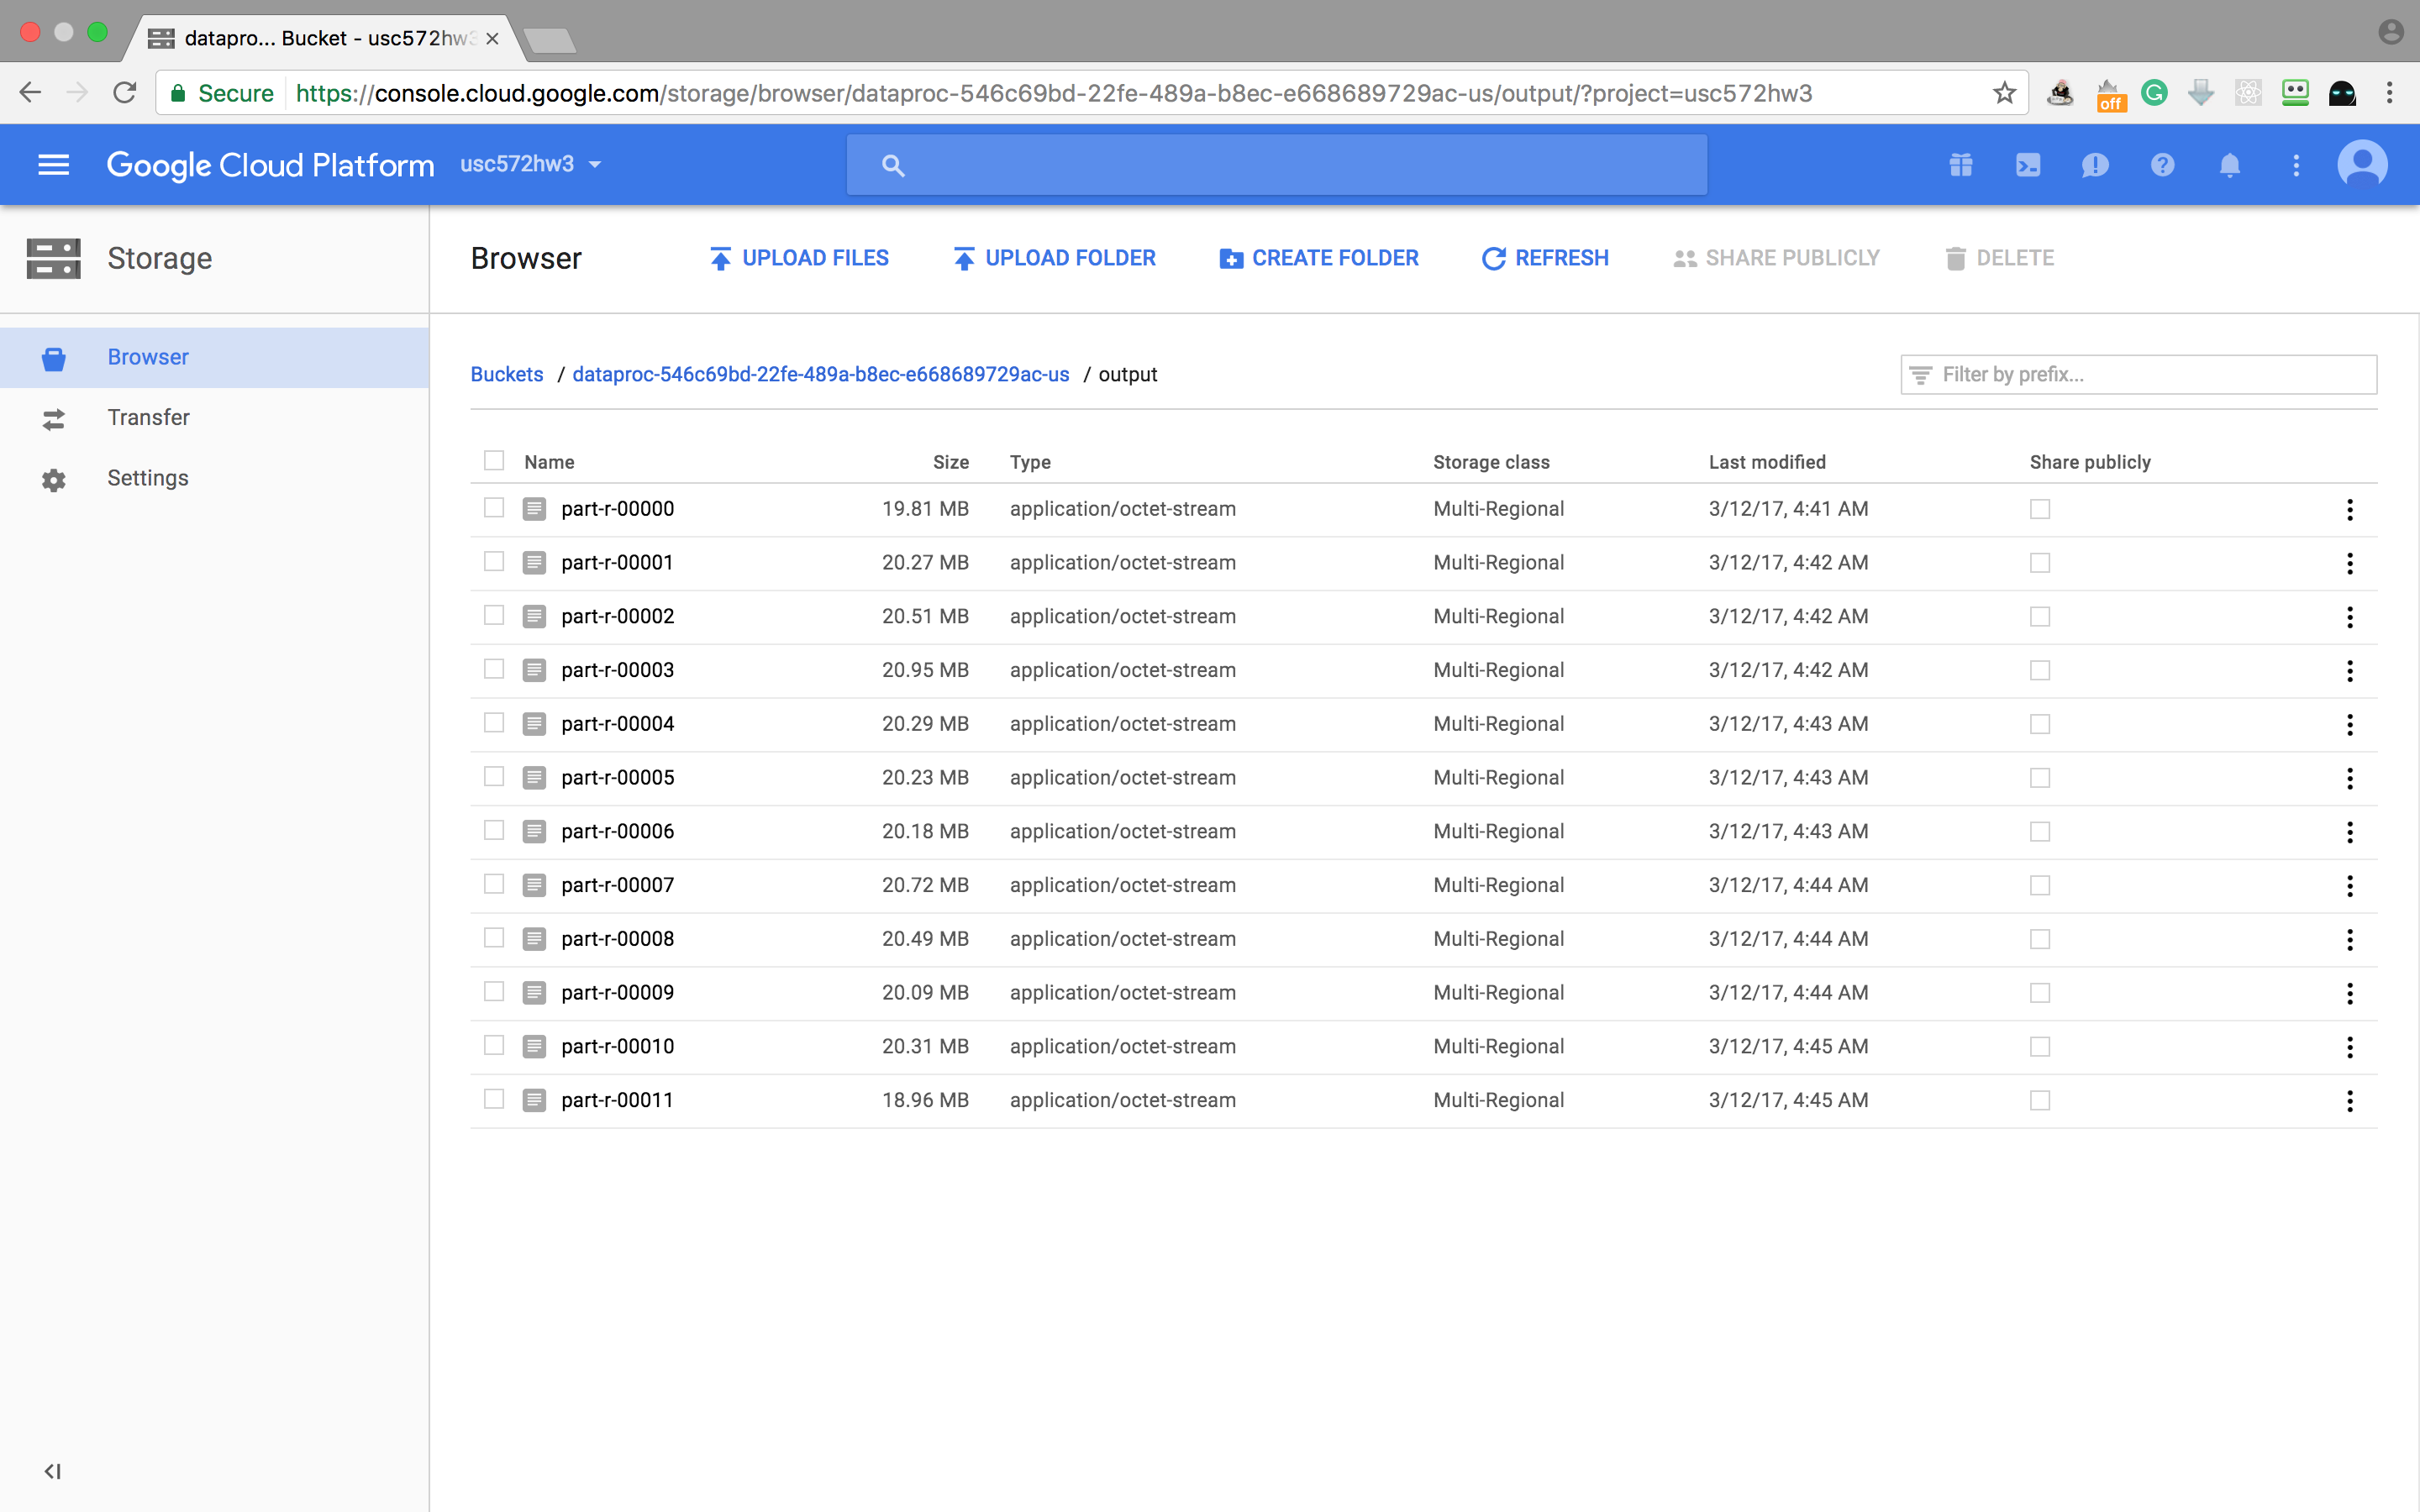 datapro... Bucket - usc572hw3
Secure https://console.cloud.google.com/storage/browser/dataproc-546c69bd-22fe-489a-b8ec-e668689729ac-us/output/?project=usc572hw3
off
Google Cloud Platform usc572hw3
Storage
Browser UPLOAD FILES UPLOAD FOLDER CREATE FOLDER REFRESH SHARE PUBLICLY DELETE
Browser
Transfer
Settings
Buckets / dataproc-546c69bd-22fe-489a-b8ec-e668689729ac-us / output
Filter by prefix...
Name Size Type Storage class Last modified Share publicly
part-r-00000 19.81 MB application/octet-stream Multi-Regional 3/12/17, 4:41 AM
part-r-00001 20.27 MB application/octet-stream Multi-Regional 3/12/17, 4:42 AM
part-r-00002 20.51 MB application/octet-stream Multi-Regional 3/12/17, 4:42 AM
part-r-00003 20.95 MB application/octet-stream Multi-Regional 3/12/17, 4:42 AM
part-r-00004 20.29 MB application/octet-stream Multi-Regional 3/12/17, 4:43 AM
part-r-00005 20.23 MB application/octet-stream Multi-Regional 3/12/17, 4:43 AM
part-r-00006 20.18 MB application/octet-stream Multi-Regional 3/12/17, 4:43 AM
part-r-00007 20.72 MB application/octet-stream Multi-Regional 3/12/17, 4:44 AM
part-r-00008 20.49 MB application/octet-stream Multi-Regional 3/12/17, 4:44 AM
part-r-00009 20.09 MB application/octet-stream Multi-Regional 3/12/17, 4:44 AM
part-r-00010 20.31 MB application/octet-stream Multi-Regional 3/12/17, 4:45 AM
part-r-00011 18.96 MB application/octet-stream Multi-Regional 3/12/17, 4:45 AM